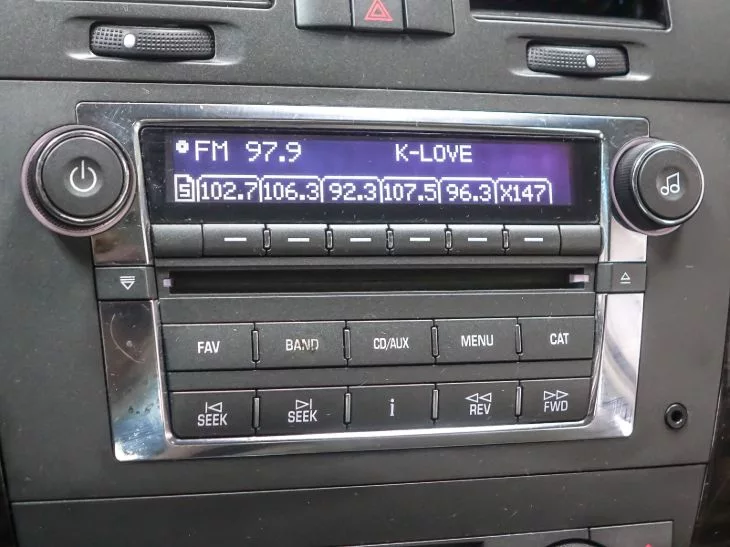 FM 97.9 K-LOVE
5 102.7 106.3 92.3 107.5 96.3 X147
FAV BAND CD/AUX MENU CAT
SEEK SEEK i REV FWD